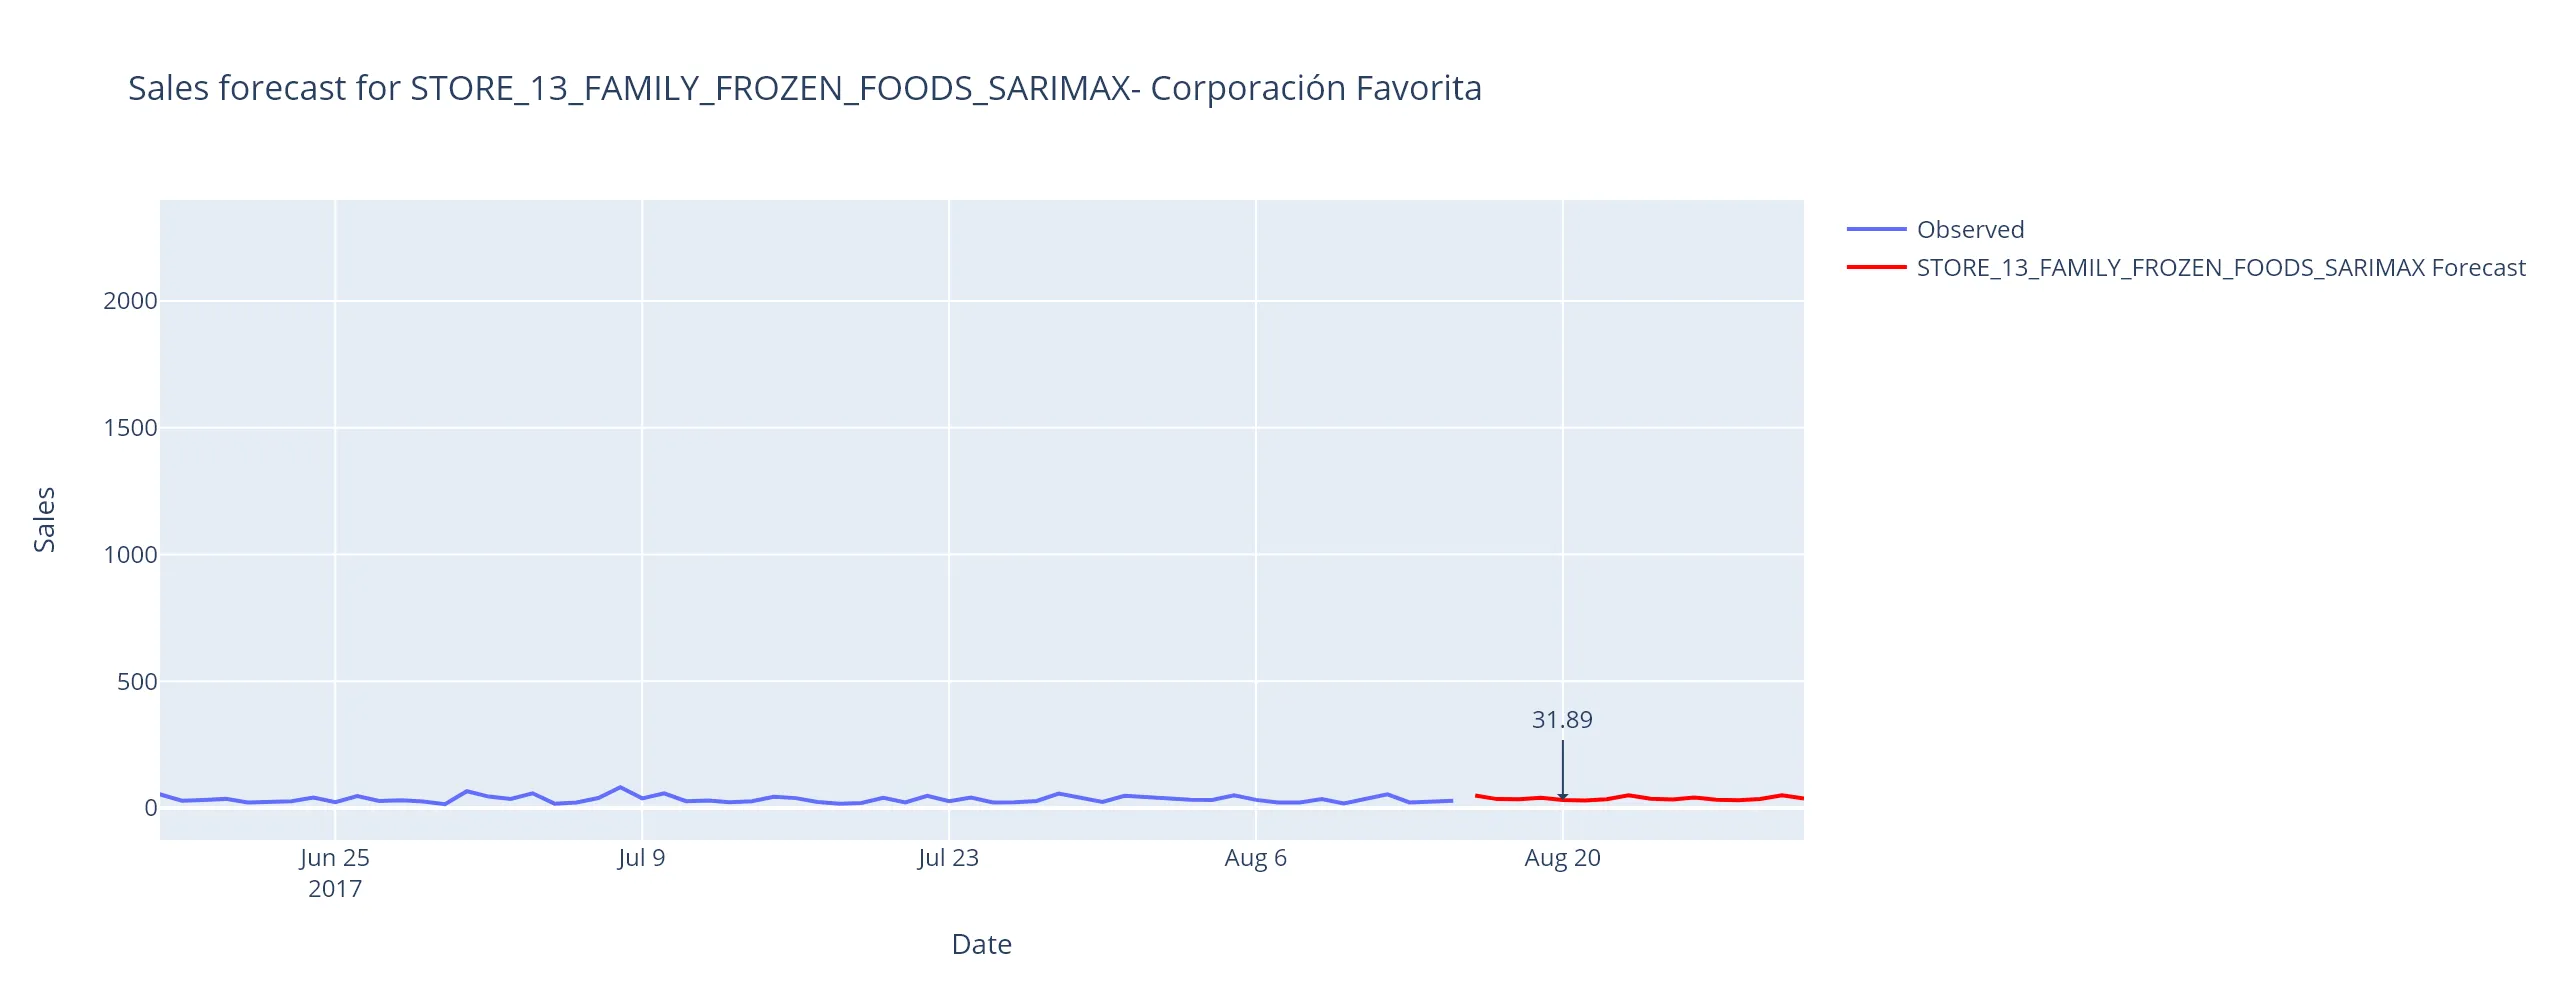 Sales forecast for STORE_13_FAMILY_FROZEN_FOODS_SARIMAX- Corporación Favorita
Observed
STORE_13_FAMILY_FROZEN_FOODS_SARIMAX Forecast
2000
1500
1000
500
0
Sales
31.89
Jun 25
2017
Jul 9
Jul 23
Aug 6
Aug 20
Date